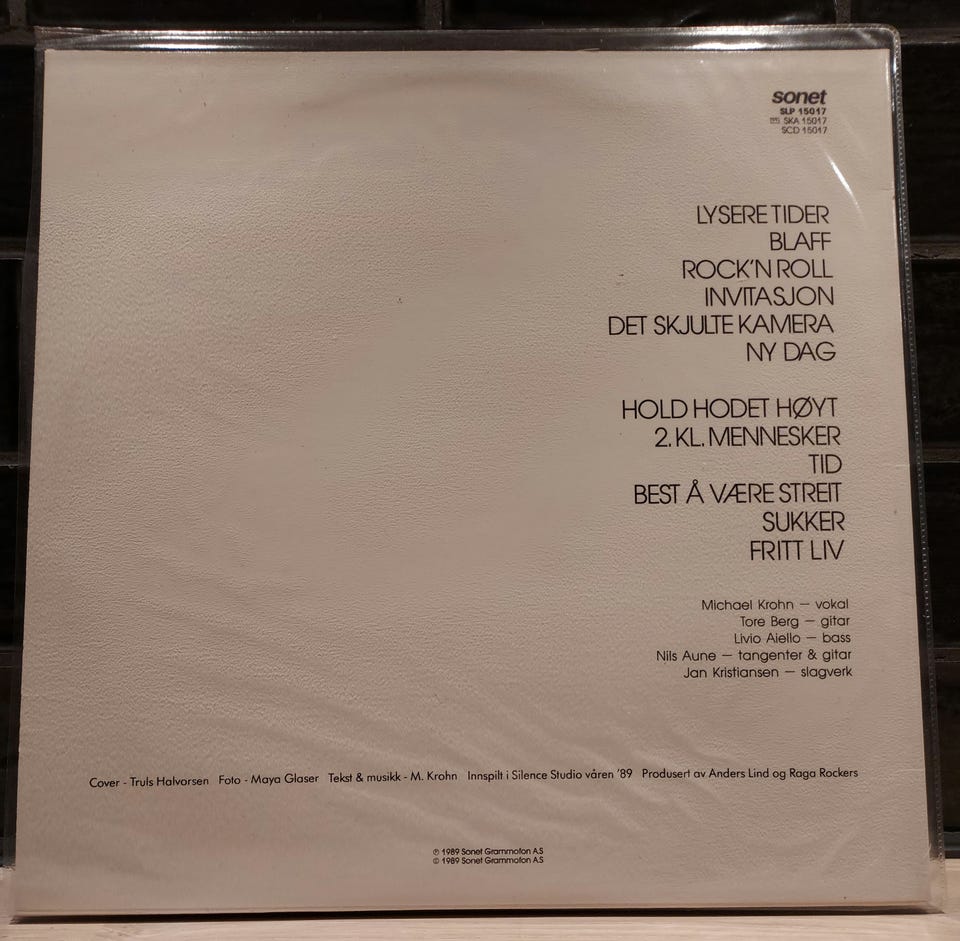 sonet
SLP 15017
MC SKA 15017
SCD 15017
LYSERE TIDER
BLAFF
ROCK'N ROLL
INVITASJON
DET SKJULTE KAMERA
NY DAG
HOLD HODET HØYT
2. KL. MENNESKER
TID
BEST Å VÆRE STREIT
SUKKER
FRITT LIV
Michael Krohn – vokal
Tore Berg – gitar
Livio Aiello – bass
Nils Aune – tangenter & gitar
Jan Kristiansen – slagverk
Cover - Truls Halvorsen Foto - Maya Glaser Tekst & musikk - M. Krohn Innspilt i Silence Studio våren '89 Produsert av Anders Lind og Raga Rockers
℗ 1989 Sonet Grammofon A.S
© 1989 Sonet Grammofon A.S